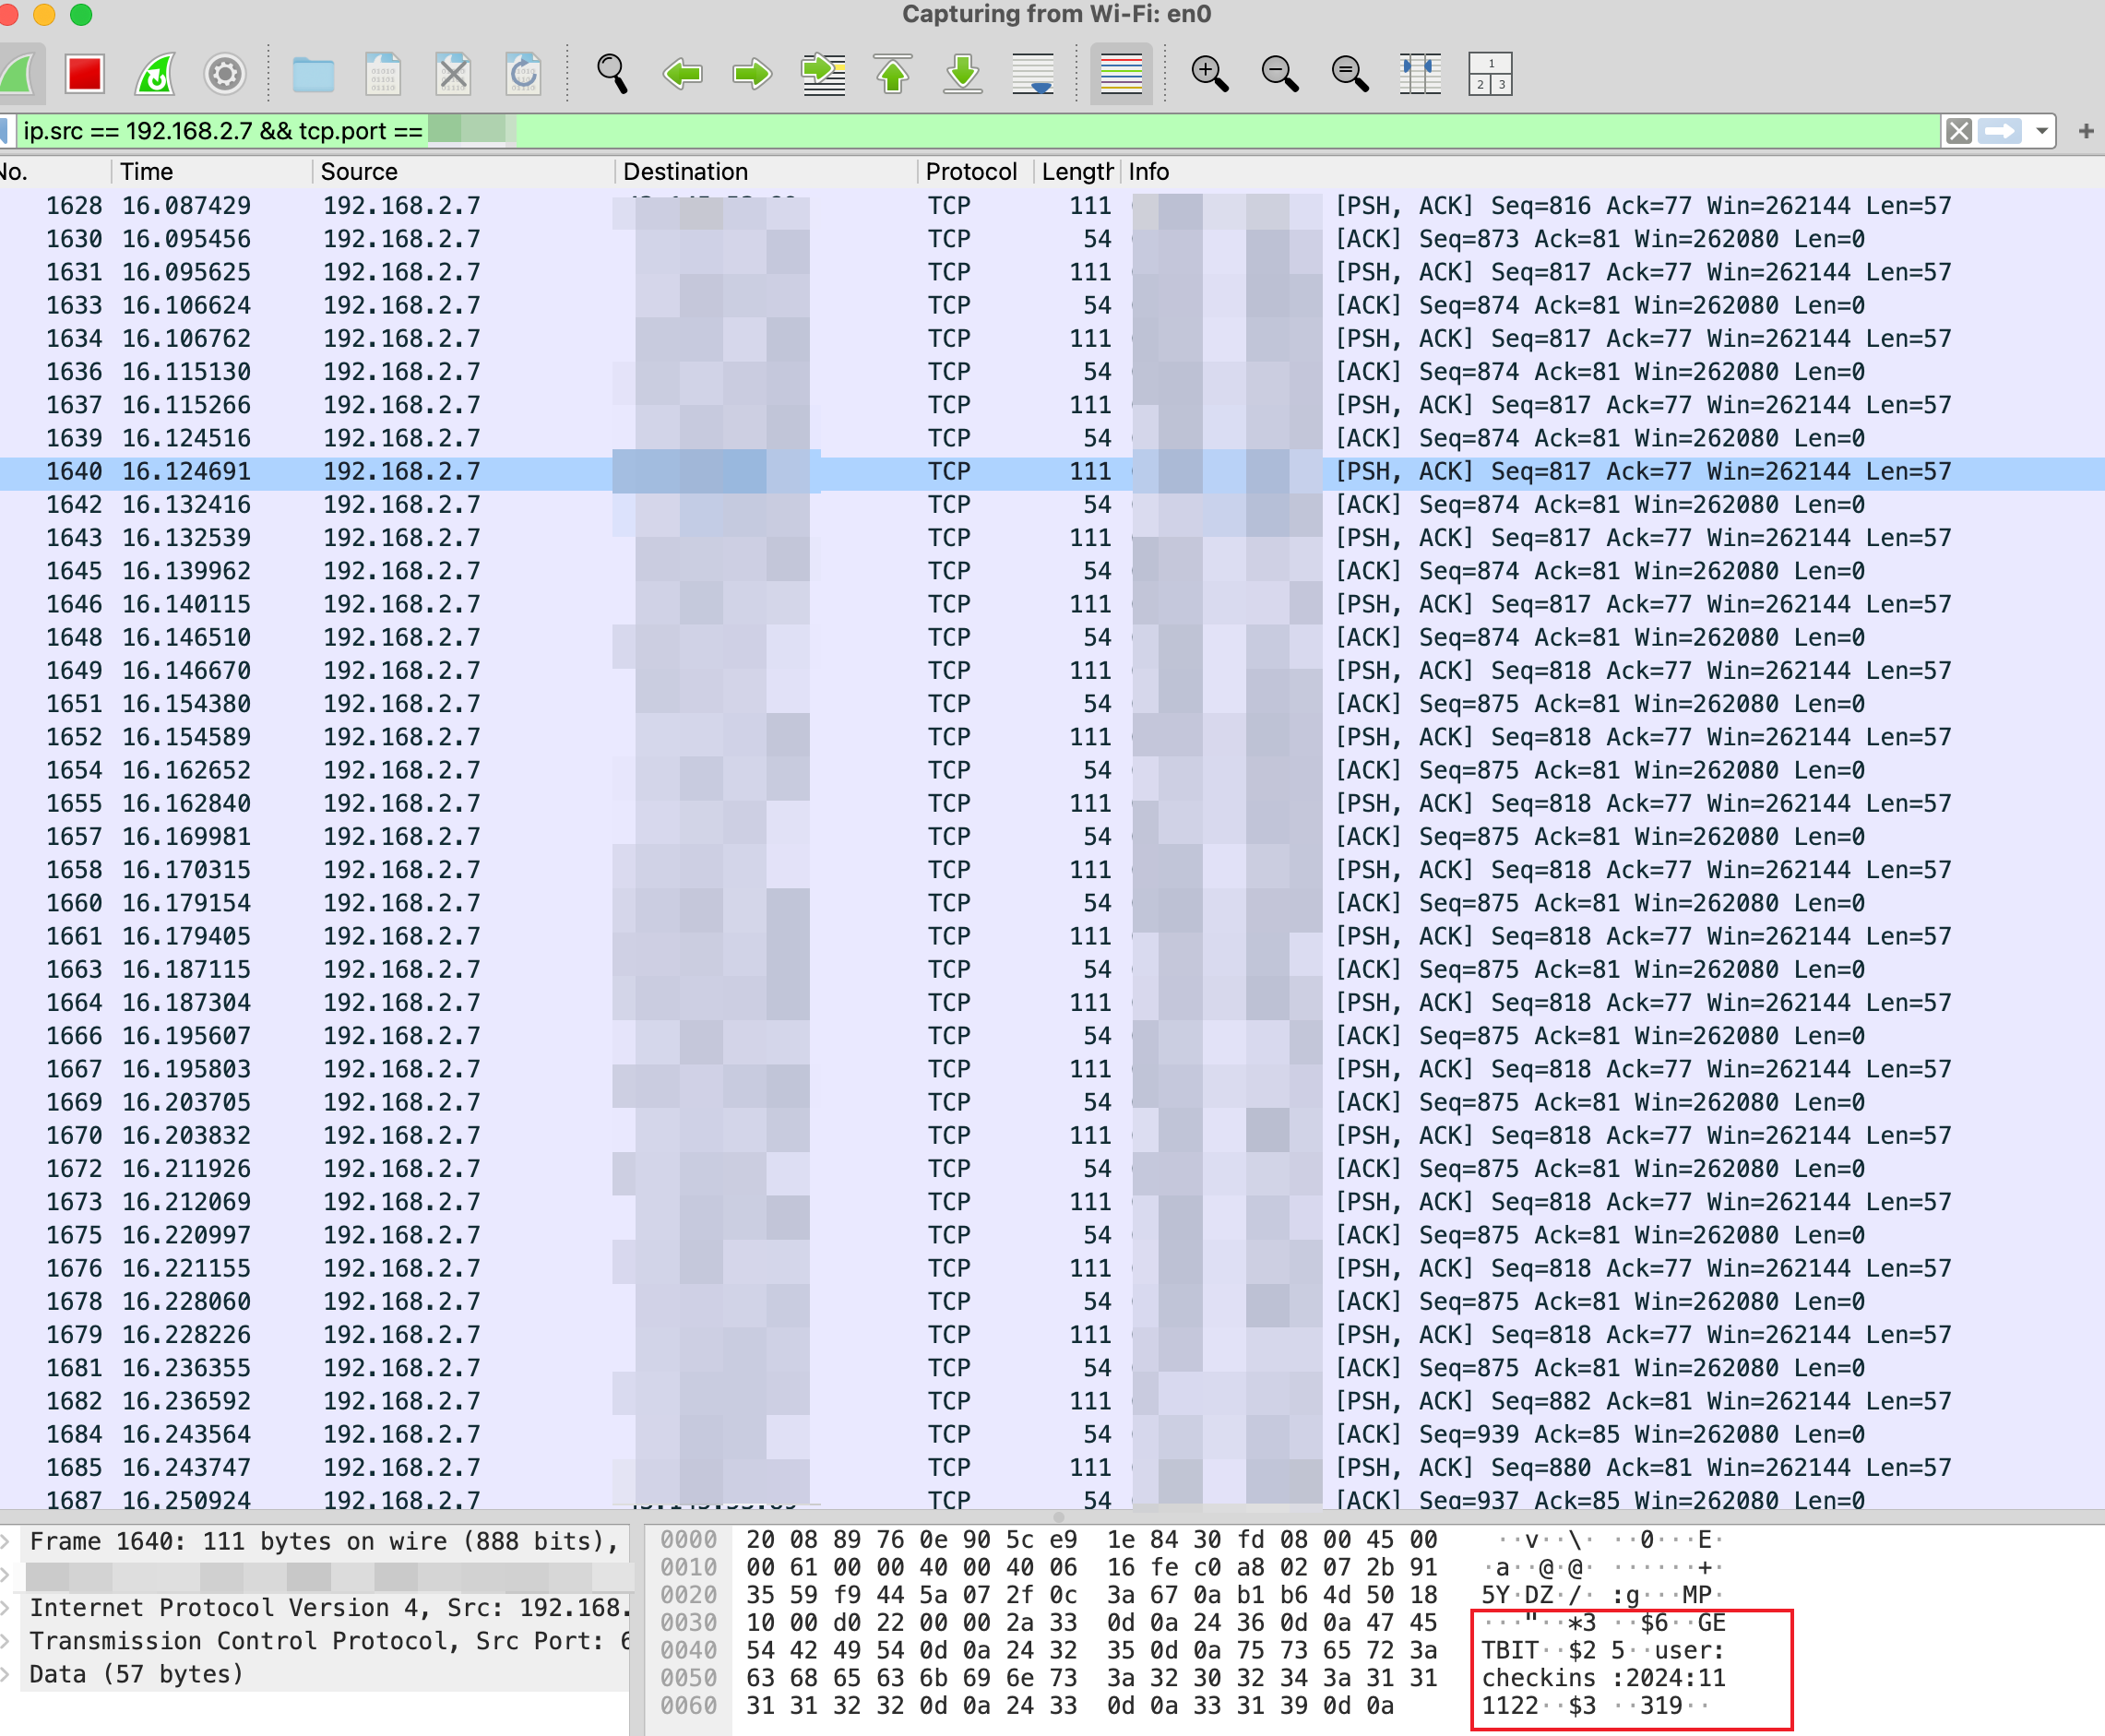 Capturing from Wi-Fi: en0
ip.src == 192.168.2.7 && tcp.port ==
No. Time Source Destination Protocol Length Info
1628 16.087429 192.168.2.7 TCP 111 [PSH, ACK] Seq=816 Ack=77 Win=262144 Len=57
1630 16.095456 192.168.2.7 TCP 54 [ACK] Seq=873 Ack=81 Win=262080 Len=0
1631 16.095625 192.168.2.7 TCP 111 [PSH, ACK] Seq=817 Ack=77 Win=262144 Len=57
1633 16.106624 192.168.2.7 TCP 54 [ACK] Seq=874 Ack=81 Win=262080 Len=0
1634 16.106762 192.168.2.7 TCP 111 [PSH, ACK] Seq=817 Ack=77 Win=262144 Len=57
1636 16.115130 192.168.2.7 TCP 54 [ACK] Seq=874 Ack=81 Win=262080 Len=0
1637 16.115266 192.168.2.7 TCP 111 [PSH, ACK] Seq=817 Ack=77 Win=262144 Len=57
1639 16.124516 192.168.2.7 TCP 54 [ACK] Seq=874 Ack=81 Win=262080 Len=0
1640 16.124691 192.168.2.7 TCP 111 [PSH, ACK] Seq=817 Ack=77 Win=262144 Len=57
1642 16.132416 192.168.2.7 TCP 54 [ACK] Seq=874 Ack=81 Win=262080 Len=0
1643 16.132539 192.168.2.7 TCP 111 [PSH, ACK] Seq=817 Ack=77 Win=262144 Len=57
1645 16.139962 192.168.2.7 TCP 54 [ACK] Seq=874 Ack=81 Win=262080 Len=0
1646 16.140115 192.168.2.7 TCP 111 [PSH, ACK] Seq=817 Ack=77 Win=262144 Len=57
1648 16.146510 192.168.2.7 TCP 54 [ACK] Seq=874 Ack=81 Win=262080 Len=0
1649 16.146670 192.168.2.7 TCP 111 [PSH, ACK] Seq=818 Ack=77 Win=262144 Len=57
1651 16.154380 192.168.2.7 TCP 54 [ACK] Seq=875 Ack=81 Win=262080 Len=0
1652 16.154589 192.168.2.7 TCP 111 [PSH, ACK] Seq=818 Ack=77 Win=262144 Len=57
1654 16.162652 192.168.2.7 TCP 54 [ACK] Seq=875 Ack=81 Win=262080 Len=0
1655 16.162840 192.168.2.7 TCP 111 [PSH, ACK] Seq=818 Ack=77 Win=262144 Len=57
1657 16.169981 192.168.2.7 TCP 54 [ACK] Seq=875 Ack=81 Win=262080 Len=0
1658 16.170315 192.168.2.7 TCP 111 [PSH, ACK] Seq=818 Ack=77 Win=262144 Len=57
1660 16.179154 192.168.2.7 TCP 54 [ACK] Seq=875 Ack=81 Win=262080 Len=0
1661 16.179405 192.168.2.7 TCP 111 [PSH, ACK] Seq=818 Ack=77 Win=262144 Len=57
1663 16.187115 192.168.2.7 TCP 54 [ACK] Seq=875 Ack=81 Win=262080 Len=0
1664 16.187304 192.168.2.7 TCP 111 [PSH, ACK] Seq=818 Ack=77 Win=262144 Len=57
1666 16.195607 192.168.2.7 TCP 54 [ACK] Seq=875 Ack=81 Win=262080 Len=0
1667 16.195803 192.168.2.7 TCP 111 [PSH, ACK] Seq=818 Ack=77 Win=262144 Len=57
1669 16.203705 192.168.2.7 TCP 54 [ACK] Seq=875 Ack=81 Win=262080 Len=0
1670 16.203832 192.168.2.7 TCP 111 [PSH, ACK] Seq=818 Ack=77 Win=262144 Len=57
1672 16.211926 192.168.2.7 TCP 54 [ACK] Seq=875 Ack=81 Win=262080 Len=0
1673 16.212069 192.168.2.7 TCP 111 [PSH, ACK] Seq=818 Ack=77 Win=262144 Len=57
1675 16.220997 192.168.2.7 TCP 54 [ACK] Seq=875 Ack=81 Win=262080 Len=0
1676 16.221155 192.168.2.7 TCP 111 [PSH, ACK] Seq=818 Ack=77 Win=262144 Len=57
1678 16.228060 192.168.2.7 TCP 54 [ACK] Seq=875 Ack=81 Win=262080 Len=0
1679 16.228226 192.168.2.7 TCP 111 [PSH, ACK] Seq=818 Ack=77 Win=262144 Len=57
1681 16.236355 192.168.2.7 TCP 54 [ACK] Seq=875 Ack=81 Win=262080 Len=0
1682 16.236592 192.168.2.7 TCP 111 [PSH, ACK] Seq=882 Ack=81 Win=262144 Len=57
1684 16.243564 192.168.2.7 TCP 54 [ACK] Seq=939 Ack=85 Win=262080 Len=0
1685 16.243747 192.168.2.7 TCP 111 [PSH, ACK] Seq=880 Ack=81 Win=262144 Len=57
1687 16.250924 192.168.2.7 TCP 54 [ACK] Seq=937 Ack=85 Win=262080 Len=0
Frame 1640: 111 bytes on wire (888 bits),
Internet Protocol Version 4, Src: 192.168.
Transmission Control Protocol, Src Port: 6
Data (57 bytes)
0000 20 08 89 76 0e 90 5c e9 1e 84 30 fd 08 00 45 00 ··v··\· ··0···E·
0010 00 61 00 00 40 00 40 06 16 fe c0 a8 02 07 2b 91 ·a··@·@· ······+·
0020 35 59 f9 44 5a 07 2f 0c 3a 67 0a b1 b6 4d 50 18 5Y·DZ·/· :g···MP·
0030 10 00 d0 22 00 00 2a 33 0d 0a 24 36 0d 0a 47 45 ···"··*3 ··$6··GE
0040 54 42 49 54 0d 0a 24 32 35 0d 0a 75 73 65 72 3a TBIT··$2 5··user:
0050 63 68 65 63 6b 69 6e 73 3a 32 30 32 34 3a 31 31 checkins :2024:11
0060 31 31 32 32 0d 0a 24 33 0d 0a 33 31 39 0d 0a 1122··$3 ··319··